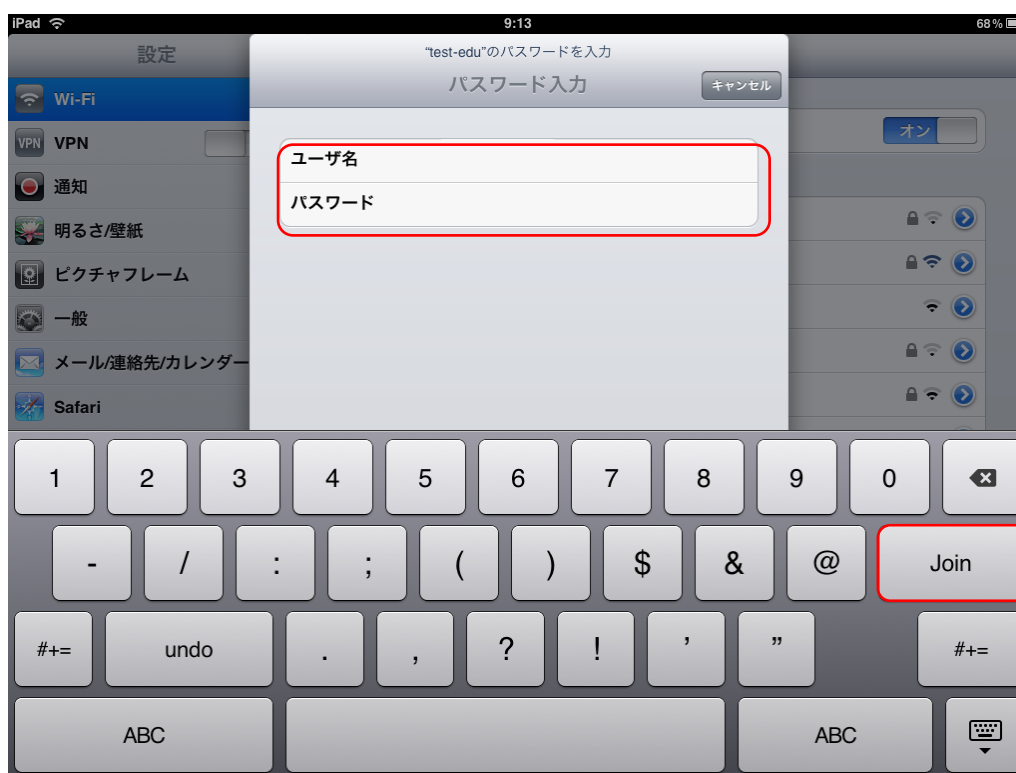 iPad 9:13 68%
設定
Wi-Fi
VPN VPN
通知
明るさ/壁紙
ピクチャフレーム
一般
メール/連絡先/カレンダー
Safari
“test-edu”のパスワードを入力
パスワード入力 キャンセル
ユーザ名
パスワード
オン
1 2 3 4 5 6 7 8 9 0
- / : ; ( ) $ & @ Join
#+= undo . , ? ! ’ ” #+=
ABC ABC